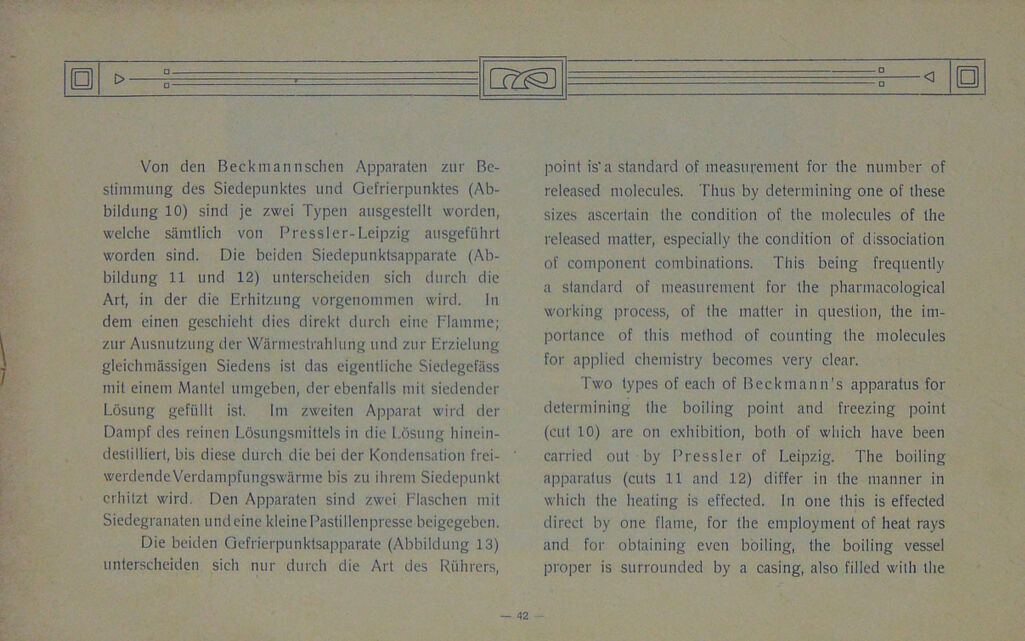 Von den Beckmannschen Apparaten zur Be-
stimmung des Siedepunktes und Gefrierpunktes (Ab-
bildung 10) sind je zwei Typen ausgestellt worden,
welche sämtlich von Pressler-Leipzig ausgeführt
worden sind. Die beiden Siedepunktsapparate (Ab-
bildung 11 und 12) unterscheiden sich durch die
Art, in der die Erhitzung vorgenommen wird. In
dem einen geschieht dies direkt durch eine Flamme;
zur Ausnutzung der Wärmestrahlung und zur Erzielung
gleichmässigen Siedens ist das eigentliche Siedegefäss
mit einem Mantel umgeben, der ebenfalls mit siedender
Lösung gefüllt ist. Im zweiten Apparat wird der
Dampf des reinen Lösungsmittels in die Lösung hinein-
destilliert, bis diese durch die bei der Kondensation frei-
werdende Verdampfungswärme bis zu ihrem Siedepunkt
erhitzt wird. Den Apparaten sind zwei Flaschen mit
Siedegranaten und eine kleine Pastillenpresse beigegeben.
Die beiden Gefrierpunktsapparate (Abbildung 13)
unterscheiden sich nur durch die Art des Rührers,
point is a standard of measurement for the number of
released molecules. Thus by determining one of these
sizes ascertain the condition of the molecules of the
released matter, especially the condition of dissociation
of component combinations. This being frequently
a standard of measurement for the pharmacological
working process, of the matter in question, the im-
portance of this method of counting the molecules
for applied chemistry becomes very clear.
Two types of each of Beckmann's apparatus for
determining the boiling point and freezing point
(cut 10) are on exhibition, both of which have been
carried out by Pressler of Leipzig. The boiling
apparatus (cuts 11 and 12) differ in the manner in
which the heating is effected. In one this is effected
direct by one flame, for the employment of heat rays
and for obtaining even boiling, the boiling vessel
proper is surrounded by a casing, also filled with the
— 42 —